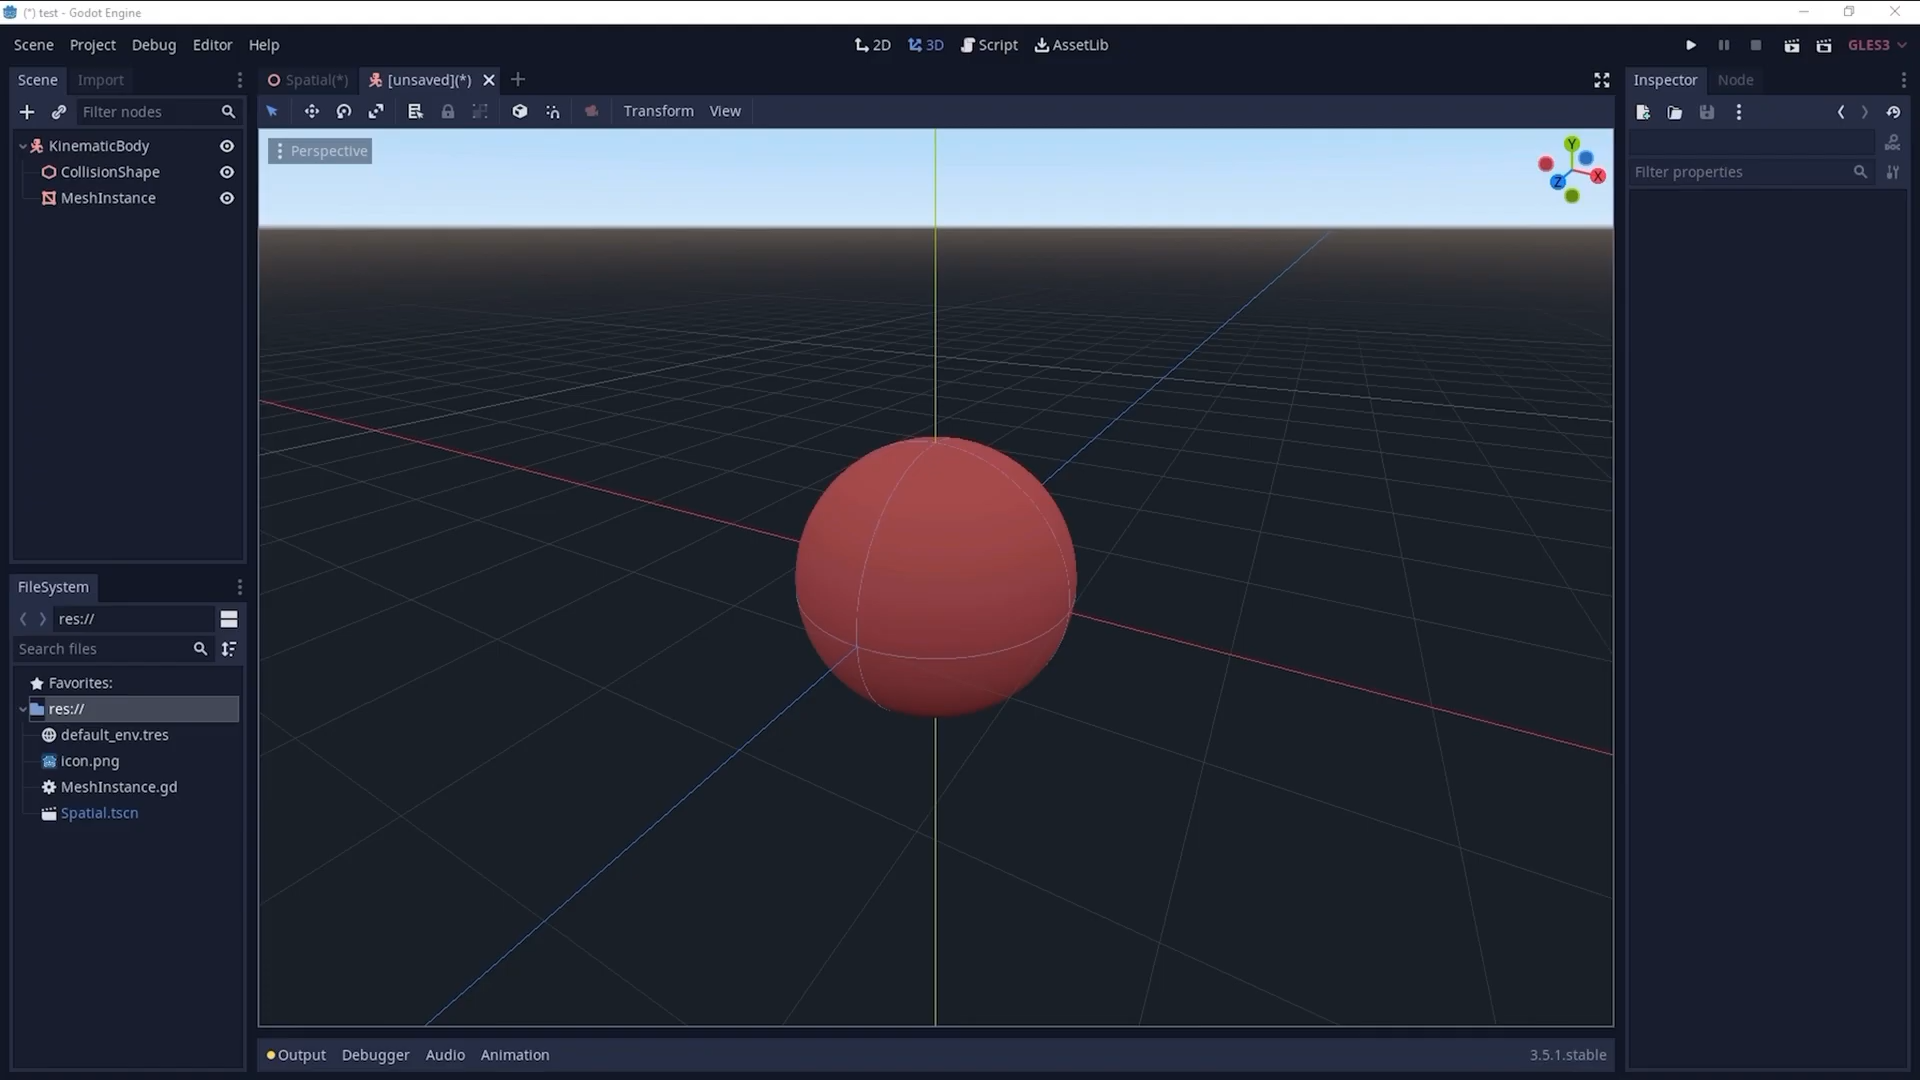 (*) test - Godot Engine
Scene Project Debug Editor Help
2D 3D Script AssetLib
GLES3
Scene Import
Spatial(*) [unsaved](*)
Inspector Node
Filter nodes
Transform View
KinematicBody
CollisionShape
MeshInstance
Perspective
Y
X
Z
Filter properties
FileSystem
res://
Search files
Favorites:
res://
default_env.tres
icon.png
MeshInstance.gd
Spatial.tscn
Output Debugger Audio Animation
3.5.1.stable